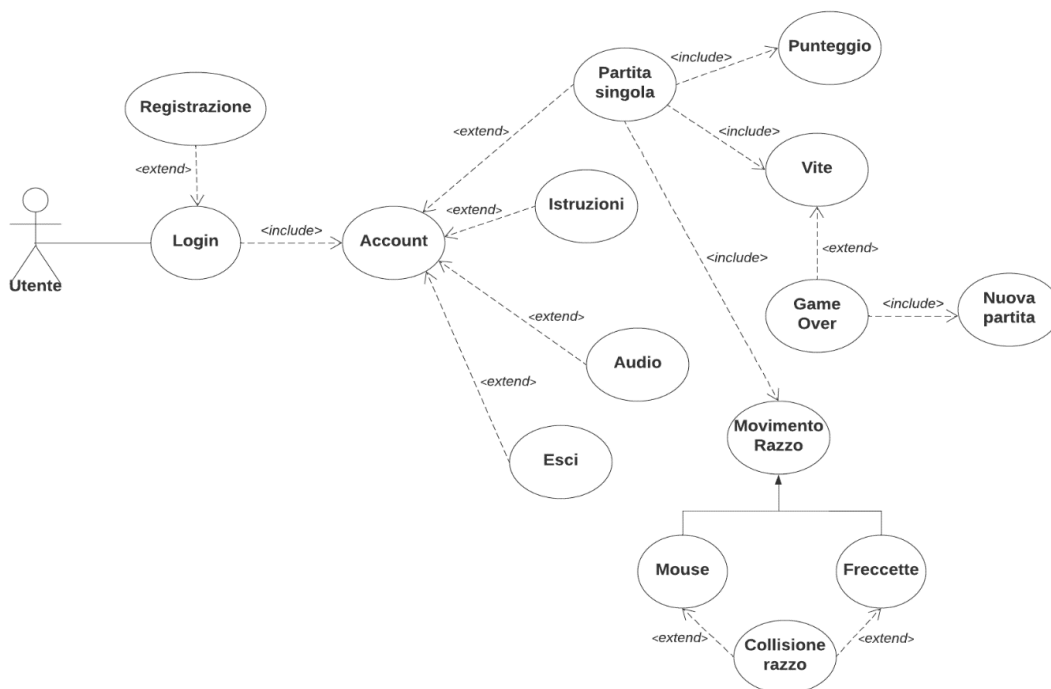 Punteggio
<include>
Partita
singola
Registrazione
<include>
<extend>
<extend>
Vite
Istruzioni
<extend>
Login
<include>
Account
<extend>
<include>
Utente
Game
Over
<include>
Nuova
partita
<extend>
Audio
<extend>
Movimento
Razzo
Esci
Mouse
Freccette
<extend>
Collisione
razzo
<extend>